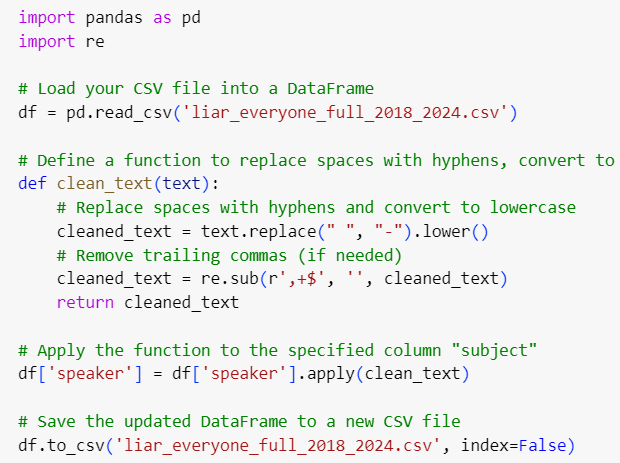 import pandas as pd
import re
# Load your CSV file into a DataFrame
df = pd.read_csv('liar_everyone_full_2018_2024.csv')
# Define a function to replace spaces with hyphens, convert to
def clean_text(text):
    # Replace spaces with hyphens and convert to lowercase
    cleaned_text = text.replace(" ", "-").lower()
    # Remove trailing commas (if needed)
    cleaned_text = re.sub(r',+$', '', cleaned_text)
    return cleaned_text
# Apply the function to the specified column "subject"
df['speaker'] = df['speaker'].apply(clean_text)
# Save the updated DataFrame to a new CSV file
df.to_csv('liar_everyone_full_2018_2024.csv', index=False)